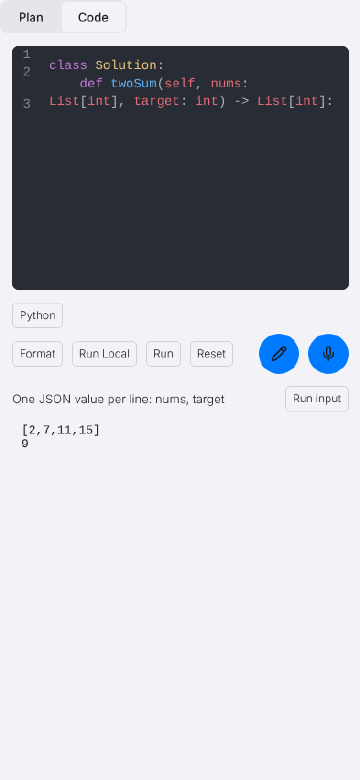 Plan Code
1
class Solution:
2
def twoSum(self, nums:
List[int], target: int) -> List[int]:
3
Python
Format Run Local Run Reset
One JSON value per line: nums, target Run input
[2,7,11,15]
9